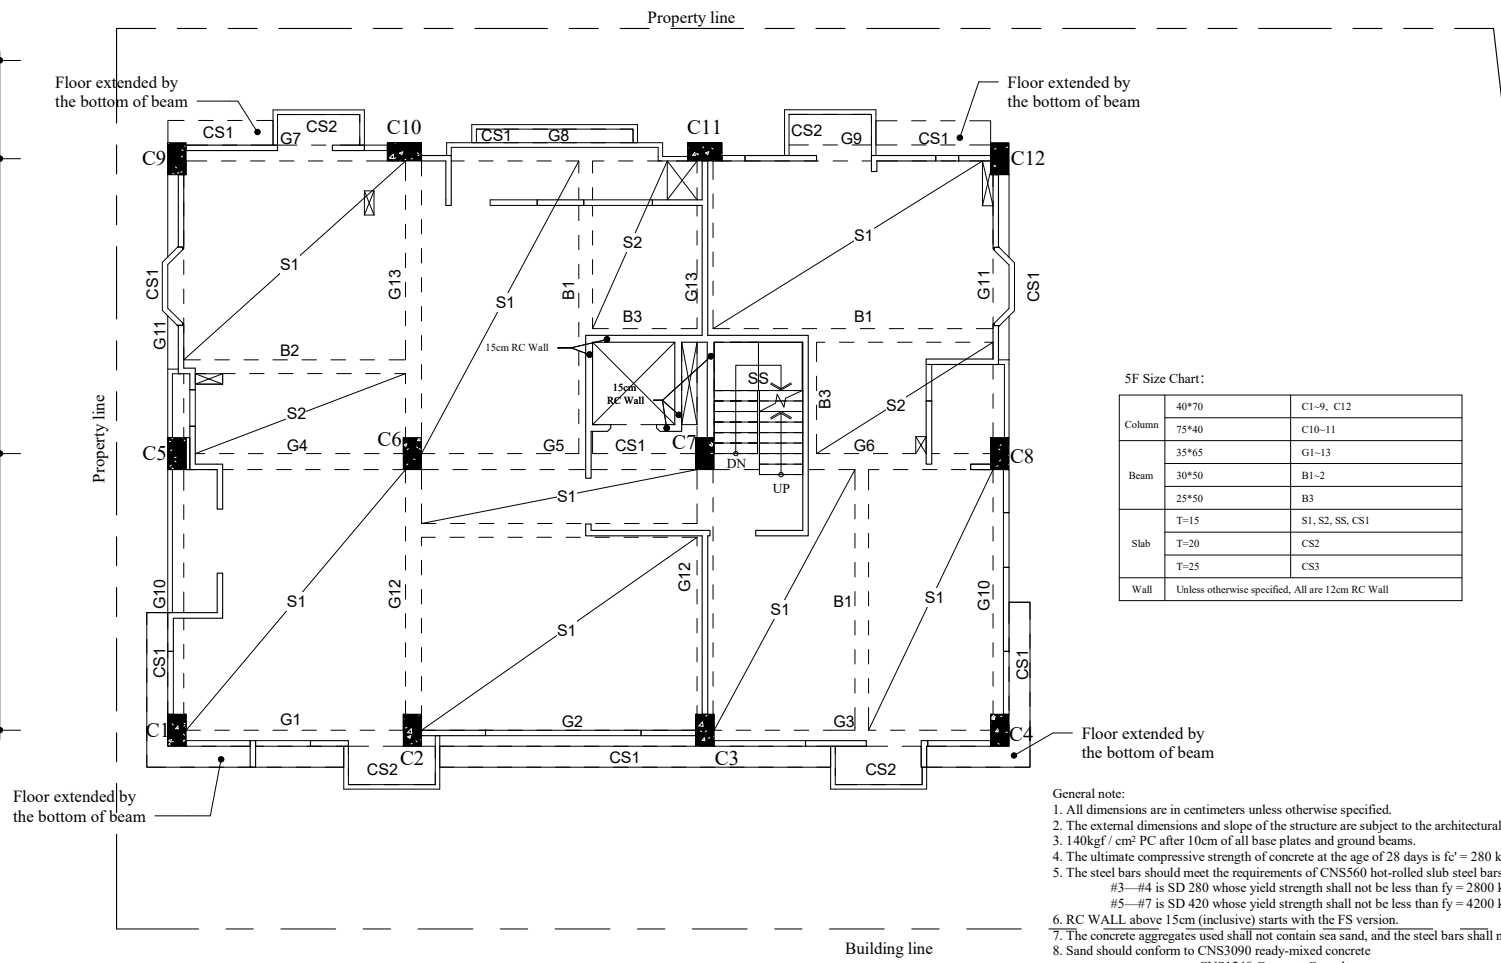 Property line
Floor extended by
the bottom of beam
Floor extended by
the bottom of beam
CS1
CS2
G7
C10
CS1
G8
C11
CS2
G9
CS1
C9
C12
S1
G13
S1
B1
S2
G13
S1
G11
CS1
CS1
G11
B2
B3
B1
15cm RC Wall
15cm
RC Wall
SS
B3
S2
S2
C5
G4
C6
G5
CS1
C7
DN
UP
G6
C8
Property line
S1
G10
S1
G12
S1
G12
S1
B1
S1
G10
CS1
CS1
C1
G1
C2
G2
C3
G3
C4
CS2
CS1
CS2
Floor extended by
the bottom of beam
Floor extended by
the bottom of beam
5F Size Chart:
Column
40*70 C1~9, C12
75*40 C10~11
Beam
35*65 G1~13
30*50 B1~2
25*50 B3
Slab
T=15 S1, S2, SS, CS1
T=20 CS2
T=25 CS3
Wall Unless otherwise specified, All are 12cm RC Wall
General note:
1. All dimensions are in centimeters unless otherwise specified.
2. The external dimensions and slope of the structure are subject to the architectural
3. 140kgf / cm² PC after 10cm of all base plates and ground beams.
4. The ultimate compressive strength of concrete at the age of 28 days is fc' = 280 k
5. The steel bars should meet the requirements of CNS560 hot-rolled slub steel bars
#3—#4 is SD 280 whose yield strength shall not be less than fy = 2800 k
#5—#7 is SD 420 whose yield strength shall not be less than fy = 4200 k
6. RC WALL above 15cm (inclusive) starts with the FS version.
7. The concrete aggregates used shall not contain sea sand, and the steel bars shall n
8. Sand should conform to CNS3090 ready-mixed concrete
Building line